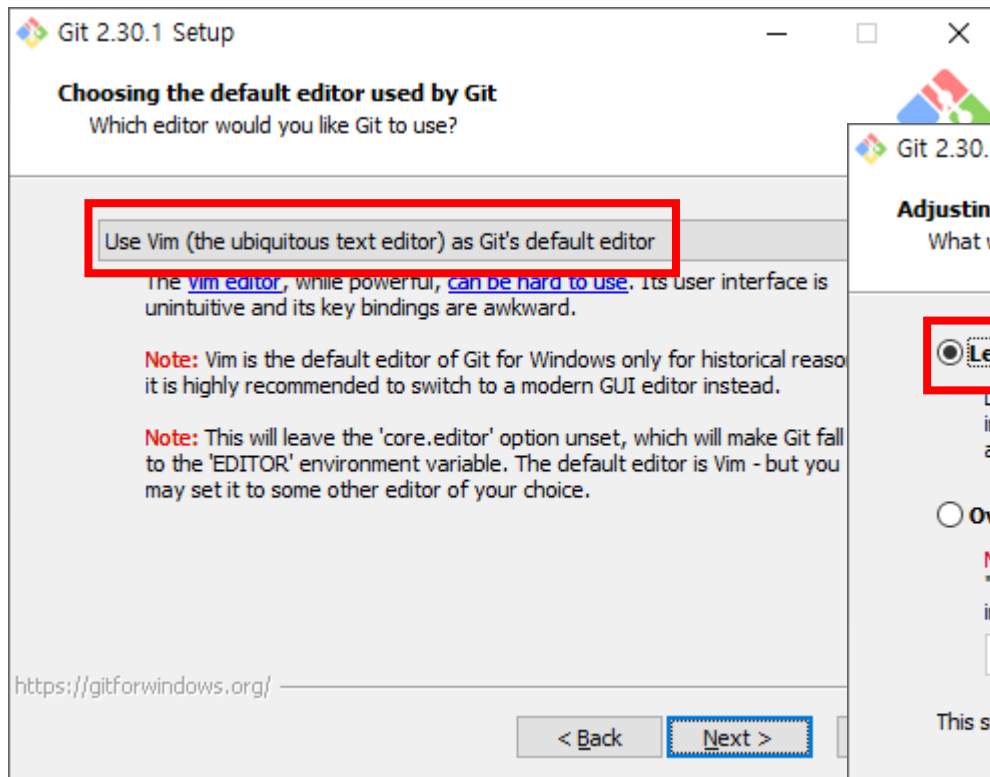 Git 2.30.1 Setup
Choosing the default editor used by Git
Which editor would you like Git to use?
Use Vim (the ubiquitous text editor) as Git's default editor
The Vim editor, while powerful, can be hard to use. Its user interface is
unintuitive and its key bindings are awkward.
Note: Vim is the default editor of Git for Windows only for historical reaso
it is highly recommended to switch to a modern GUI editor instead.
Note: This will leave the 'core.editor' option unset, which will make Git fall
to the 'EDITOR' environment variable. The default editor is Vim - but you
may set it to some other editor of your choice.
https://gitforwindows.org/
< Back
Next >
Git 2.30.
Adjustin
What
Le
Ov
This s